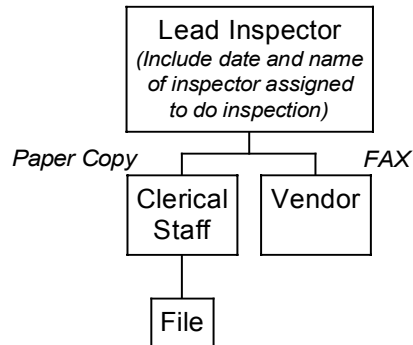 Lead Inspector
(Include date and name
of inspector assigned
to do inspection)
Paper Copy
FAX
Clerical
Staff
Vendor
File